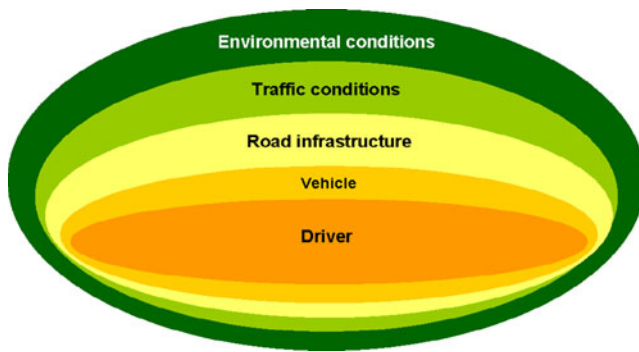 Environmental conditions
Traffic conditions
Road infrastructure
Vehicle
Driver